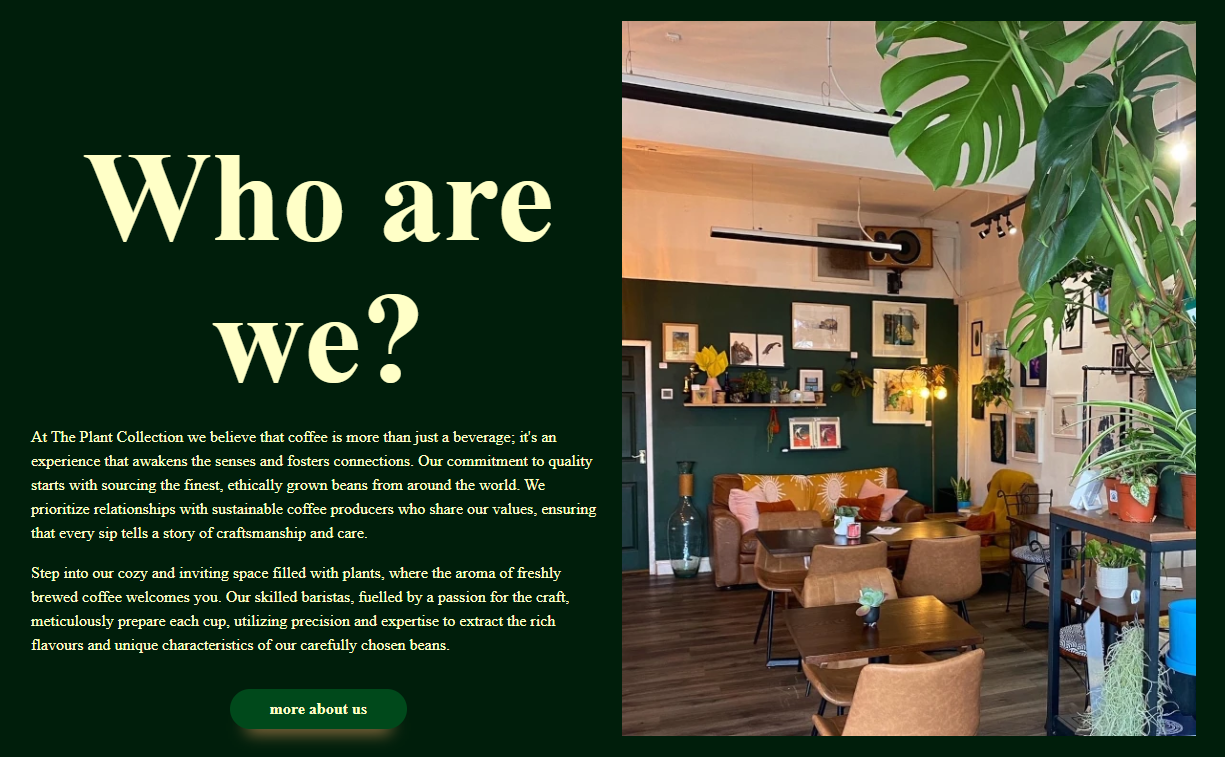 Who are
we?
At The Plant Collection we believe that coffee is more than just a beverage; it's an
experience that awakens the senses and fosters connections. Our commitment to quality
starts with sourcing the finest, ethically grown beans from around the world. We
prioritize relationships with sustainable coffee producers who share our values, ensuring
that every sip tells a story of craftsmanship and care.
Step into our cozy and inviting space filled with plants, where the aroma of freshly
brewed coffee welcomes you. Our skilled baristas, fuelled by a passion for the craft,
meticulously prepare each cup, utilizing precision and expertise to extract the rich
flavours and unique characteristics of our carefully chosen beans.
more about us